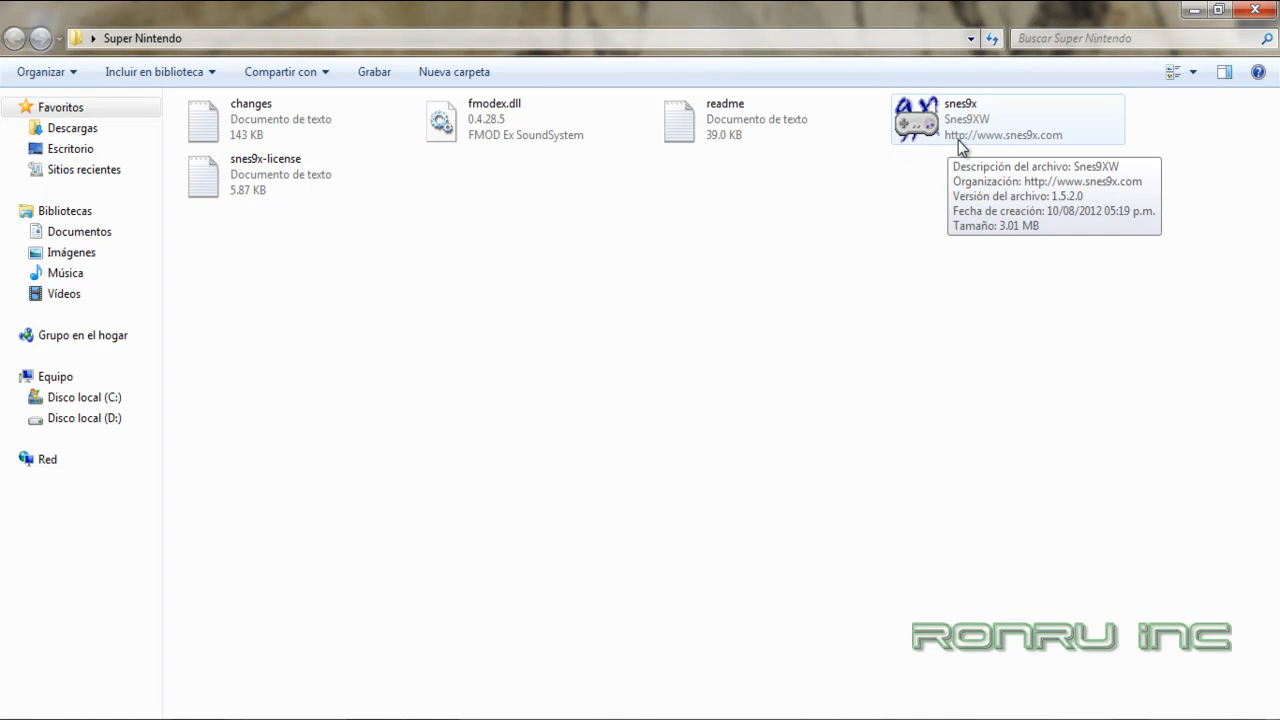 Super Nintendo
Buscar Super Nintendo
Organizar
Incluir en biblioteca
Compartir con
Grabar
Nueva carpeta
Favoritos
Descargas
Escritorio
Sitios recientes
Bibliotecas
Documentos
Imágenes
Música
Vídeos
Grupo en el hogar
Equipo
Disco local (C:)
Disco local (D:)
Red
changes
Documento de texto
143 KB
fmodex.dll
0.4.28.5
FMOD Ex SoundSystem
readme
Documento de texto
39.0 KB
snes9x
Snes9XW
http://www.snes9x.com
snes9x-license
Documento de texto
5.87 KB
Descripción del archivo: Snes9XW
Organización: http://www.snes9x.com
Versión del archivo: 1.5.2.0
Fecha de creación: 10/08/2012 05:19 p.m.
Tamaño: 3.01 MB
RONRU INC